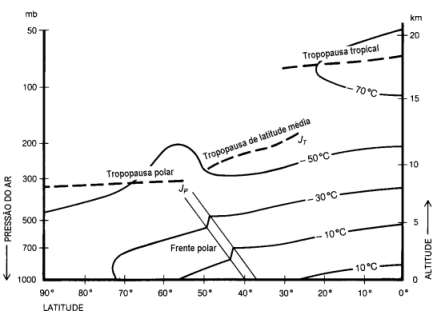 mb
km
50
20
Tropopausa tropical
-70°C
100
15
Tropopausa de latitude média
J_T
200
-50°C
10
Tropopausa polar
300
J_P
-30°C
500
5
Frente polar
-10°C
700
10°C
1000
0
90° 80° 70° 60° 50° 40° 30° 20° 10° 0°
LATITUDE
PRESSÃO DO AR
ALTITUDE